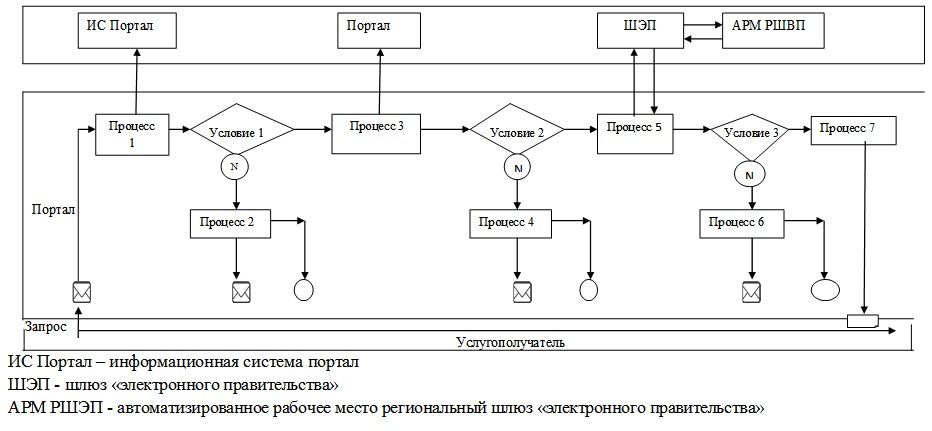 ИС Портал
Портал
ШЭП
АРМ РШВП
Процесс
1
Условие 1
Процесс 3
Условие 2
Процесс 5
Условие 3
Процесс 7
N
N
N
Портал
Процесс 2
Процесс 4
Процесс 6
Запрос
Услугополучатель
ИС Портал – информационная система портал
ШЭП - шлюз «электронного правительства»
АРМ РШЭП - автоматизированное рабочее место региональный шлюз «электронного правительства»